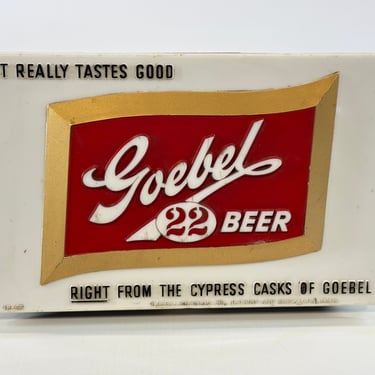 T REALLY TASTES GOOD
Goebel
22 BEER
RIGHT FROM THE CYPRESS CASKS OF GOEBEL